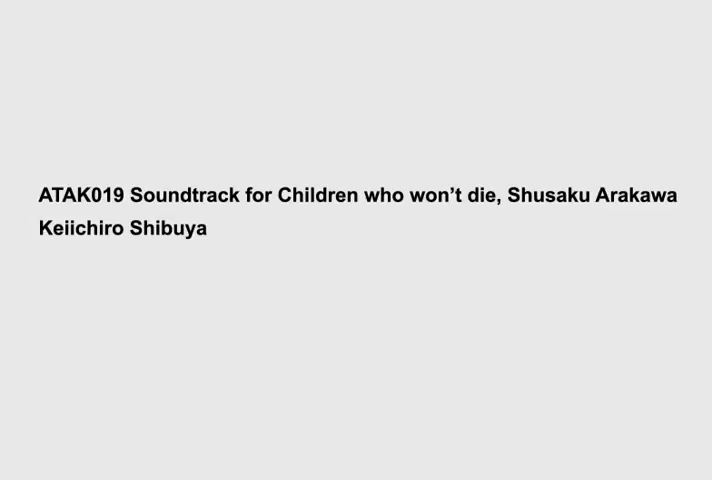 ATAK019 Soundtrack for Children who won’t die, Shusaku Arakawa
Keiichiro Shibuya